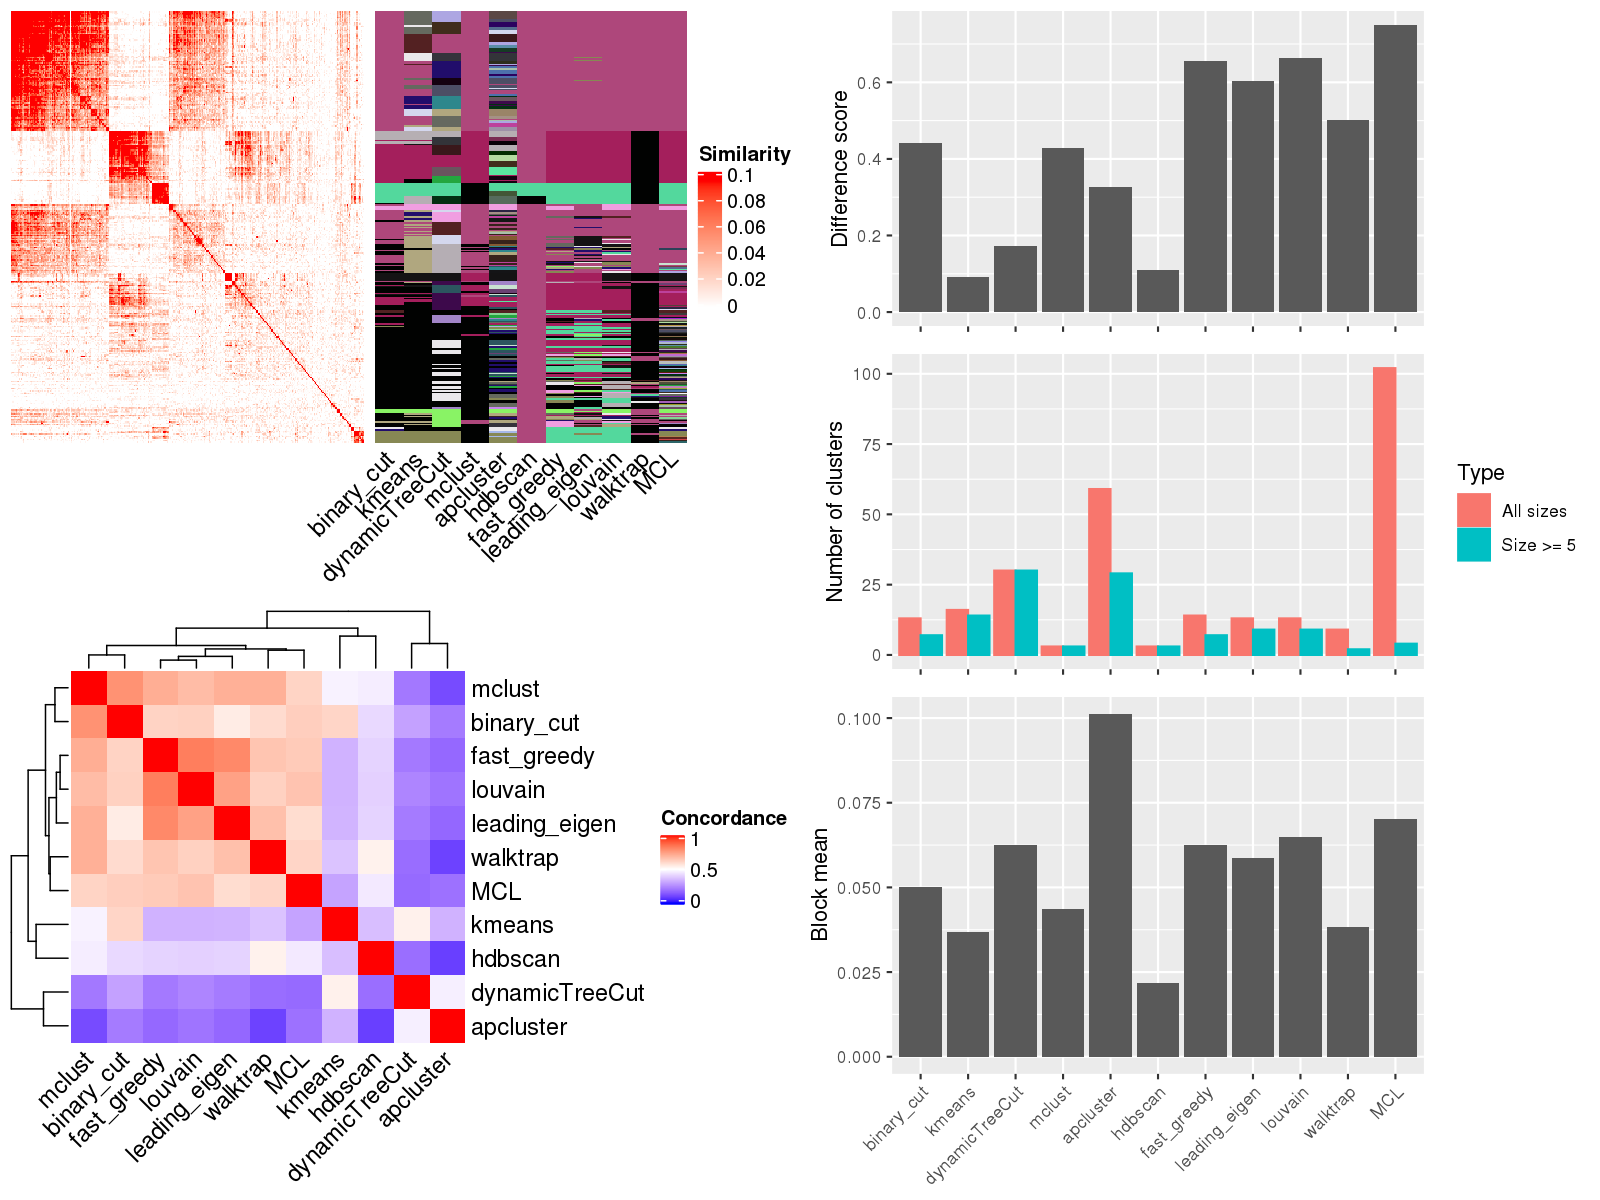 Similarity
0.1
0.08
0.06
0.04
0.02
0
binary_cut
kmeans
dynamicTreeCut
mclust
apcluster
hdbscan
fast_greedy
leading_eigen
louvain
walktrap
MCL
mclust
binary_cut
fast_greedy
louvain
leading_eigen
walktrap
MCL
kmeans
hdbscan
dynamicTreeCut
apcluster
mclust
binary_cut
fast_greedy
louvain
leading_eigen
walktrap
MCL
kmeans
hdbscan
dynamicTreeCut
apcluster
Concordance
1
0.5
0
Difference score
0.6
0.4
0.2
0.0
Number of clusters
100
75
50
25
0
Type
All sizes
Size >= 5
Block mean
0.100
0.075
0.050
0.025
0.000
binary_cut
kmeans
dynamicTreeCut
mclust
apcluster
hdbscan
fast_greedy
leading_eigen
louvain
walktrap
MCL